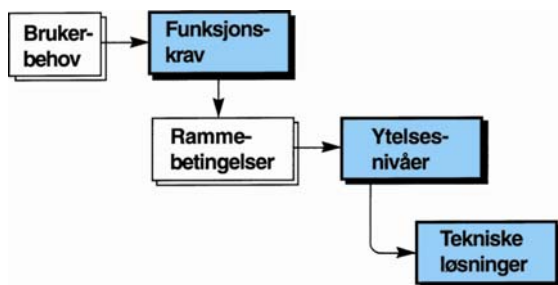 Bruker-
behov
Funksjons-
krav
Ramme-
betingelser
Ytelses-
nivåer
Tekniske
løsninger